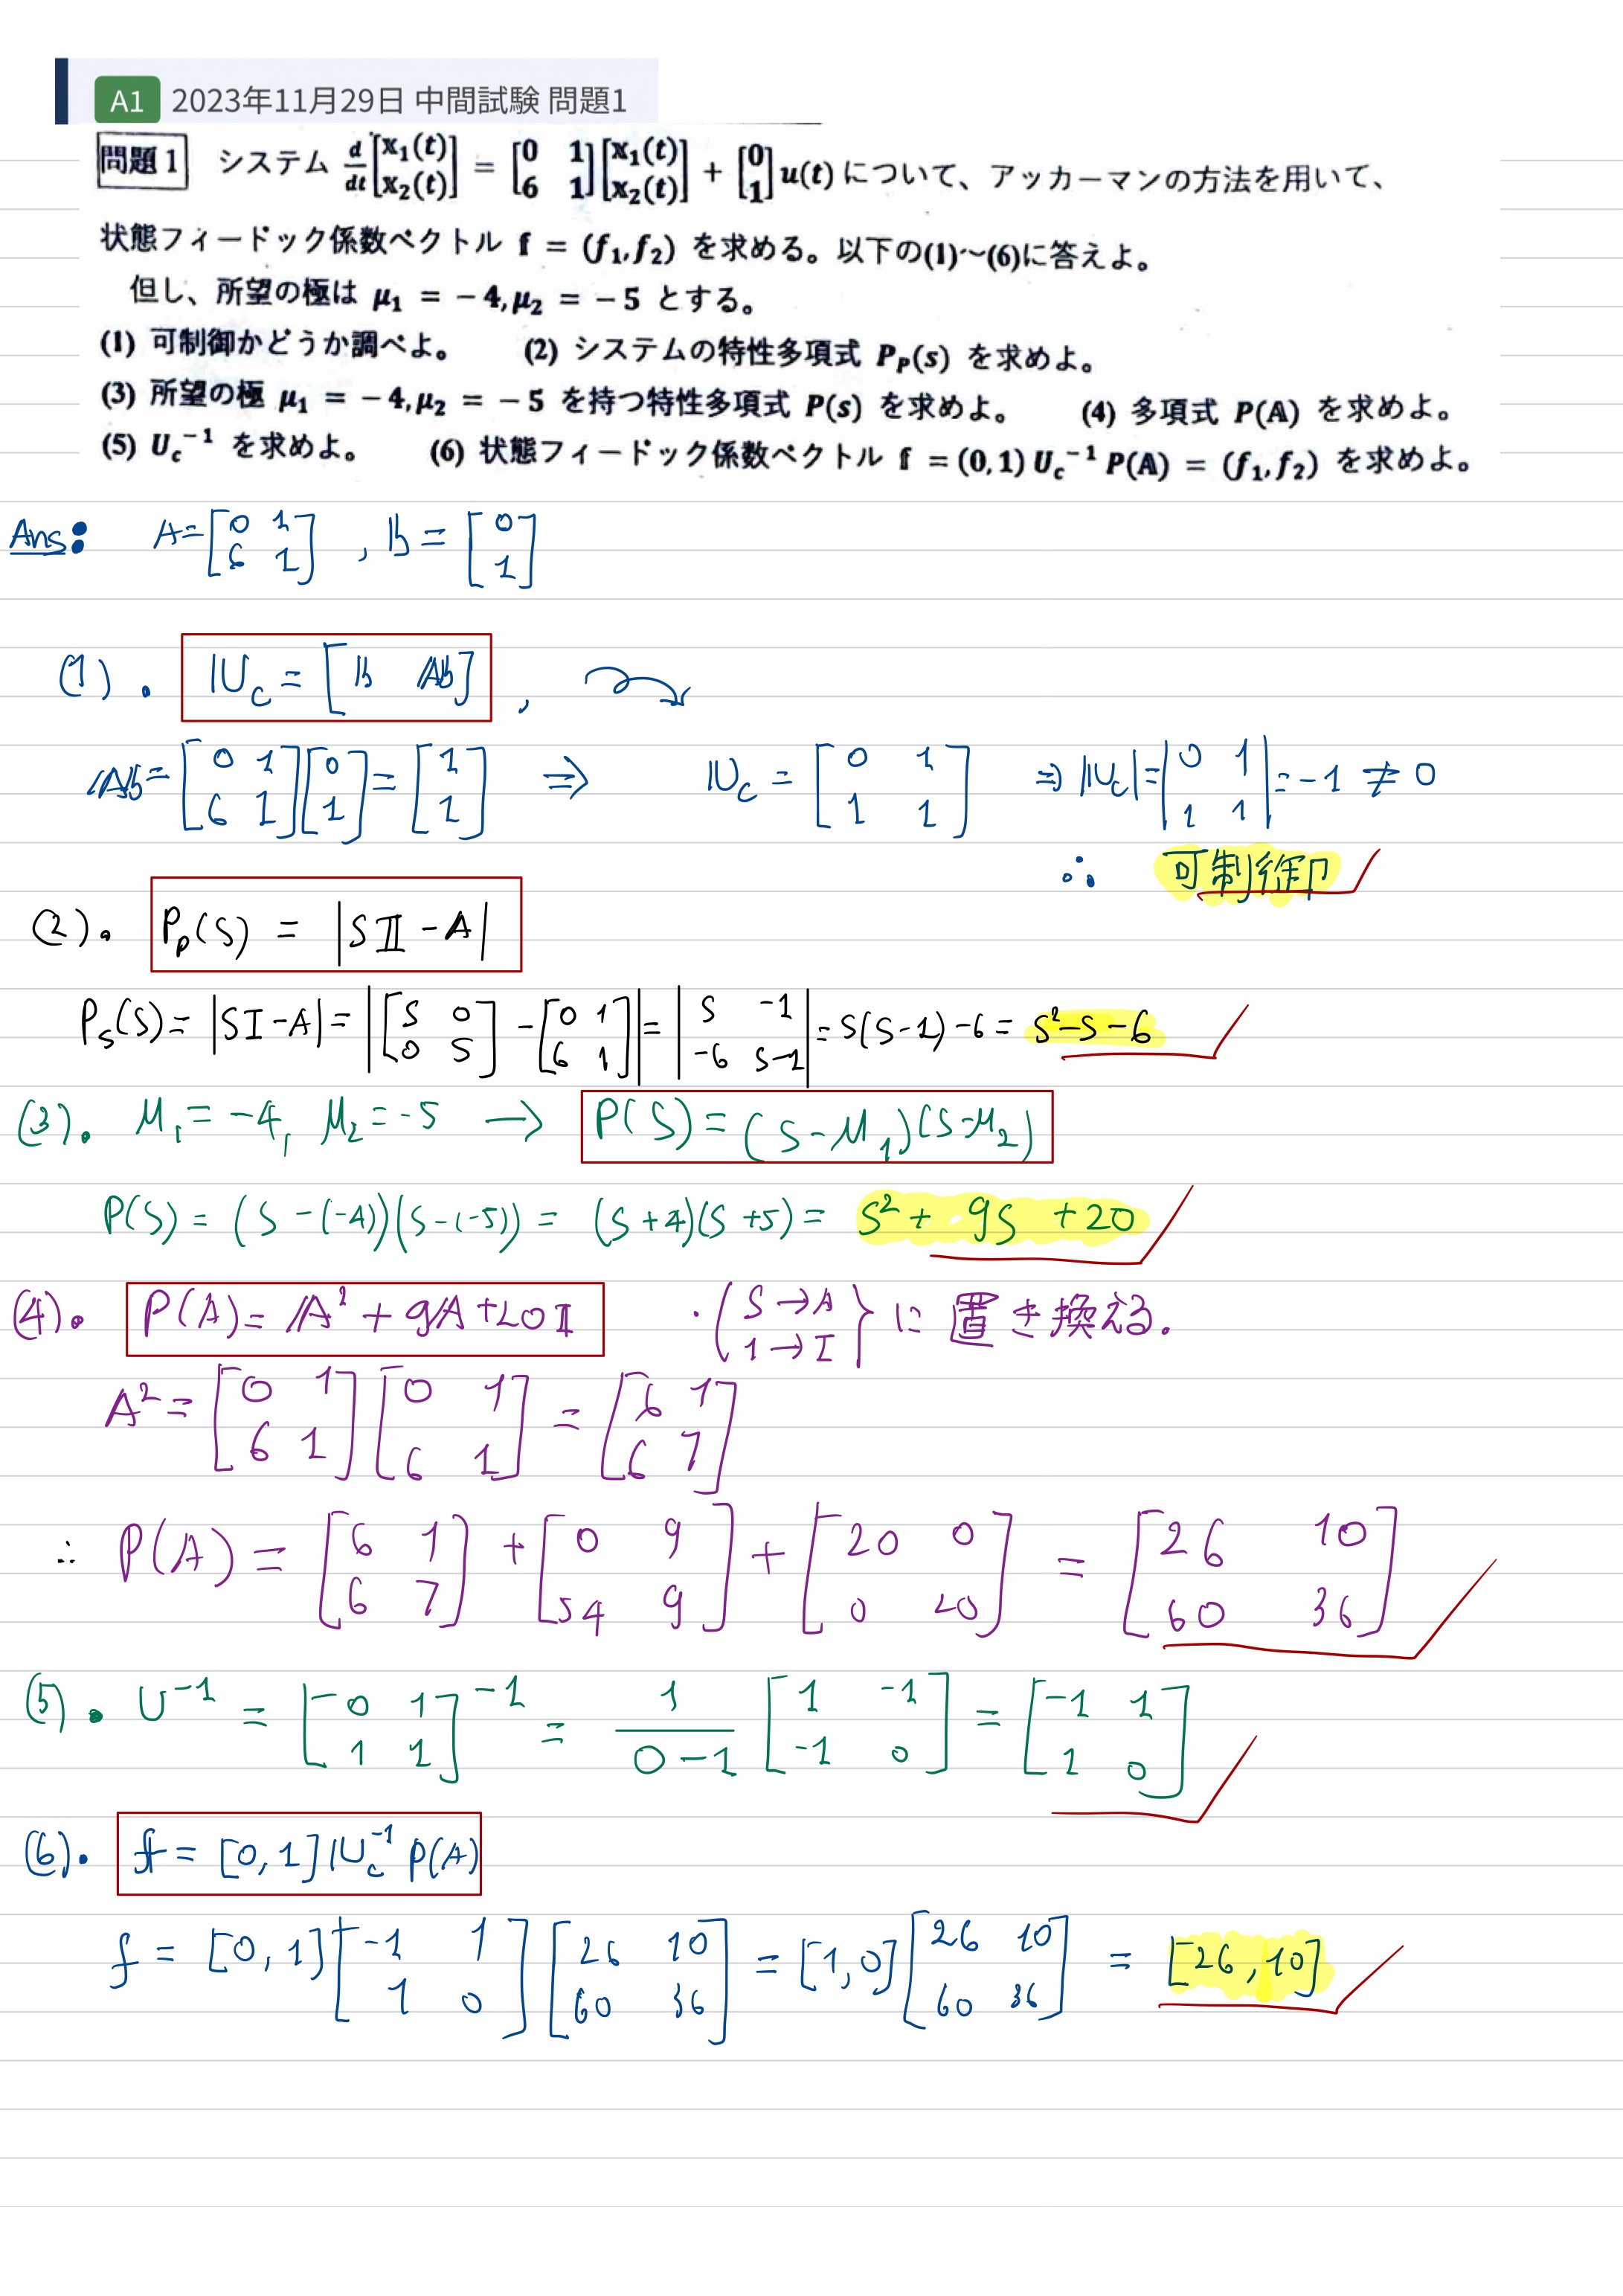 A1 2023年11月29日 中間試験 問題1
問題1 システム d/dt [x₁(t) x₂(t)] = [0 1 6 1][x₁(t) x₂(t)] + [0 1]u(t) について、アッカーマンの方法を用いて、
状態フィードック係数ベクトル f = (f₁, f₂) を求める。以下の(1)~(6)に答えよ。
但し、所望の極は μ₁ = −4, μ₂ = −5 とする。
(1) 可制御かどうか調べよ。 (2) システムの特性多項式 P_P(s) を求めよ。
(3) 所望の極 μ₁ = −4, μ₂ = −5 を持つ特性多項式 P(s) を求めよ。 (4) 多項式 P(A) を求めよ。
(5) U_c⁻¹ を求めよ。 (6) 状態フィードック係数ベクトル f = (0, 1) U_c⁻¹ P(A) = (f₁, f₂) を求めよ。
Ans: A = [0 1 6 1] , b = [0 1]
(1). U_c = [b Ab] ,
Ab = [0 1 6 1][0 1] = [1 1] ⇒ U_c = [0 1 1 1] ⇒ |U_c| = |0 1 1 1| = −1 ≠ 0
∴ 可制御
(2). P_p(S) = |SI − A|
P_s(S) = |SI − A| = |[S 0 0 S] − [0 1 6 1]| = |S −1 −6 S−1| = S(S−1) −6 = S² − S − 6
(3). M₁ = −4, M₂ = −5 → P(S) = (S − M₁)(S − M₂)
P(S) = (S − (−4))(S − (−5)) = (S + 4)(S + 5) = S² + 9S + 20
(4). P(A) = A² + 9A + 20I ・{S → A 1 → I} に置き換える.
A² = [0 1 6 1][0 1 6 1] = [6 1 6 7]
∴ P(A) = [6 1 6 7] + [0 9 54 9] + [20 0 0 20] = [26 10 60 36]
(5). U⁻¹ = [0 1 1 1]⁻¹ = 1/(0 − 1) [1 −1 −1 0] = [−1 1 1 0]
(6). f = [0, 1] U_c⁻¹ P(A)
f = [0, 1][−1 1 1 0][26 10 60 36] = [1, 0][26 10 60 36] = [26, 10]